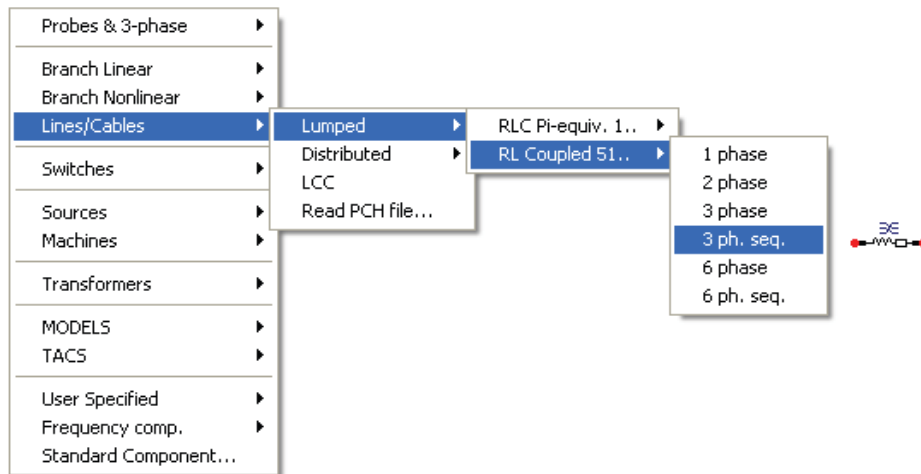 Probes & 3-phase
Branch Linear
Branch Nonlinear
Lines/Cables
Switches
Sources
Machines
Transformers
MODELS
TACS
User Specified
Frequency comp.
Standard Component...
Lumped
Distributed
LCC
Read PCH file...
RLC Pi-equiv. 1..
RL Coupled 51..
1 phase
2 phase
3 phase
3 ph. seq.
6 phase
6 ph. seq.